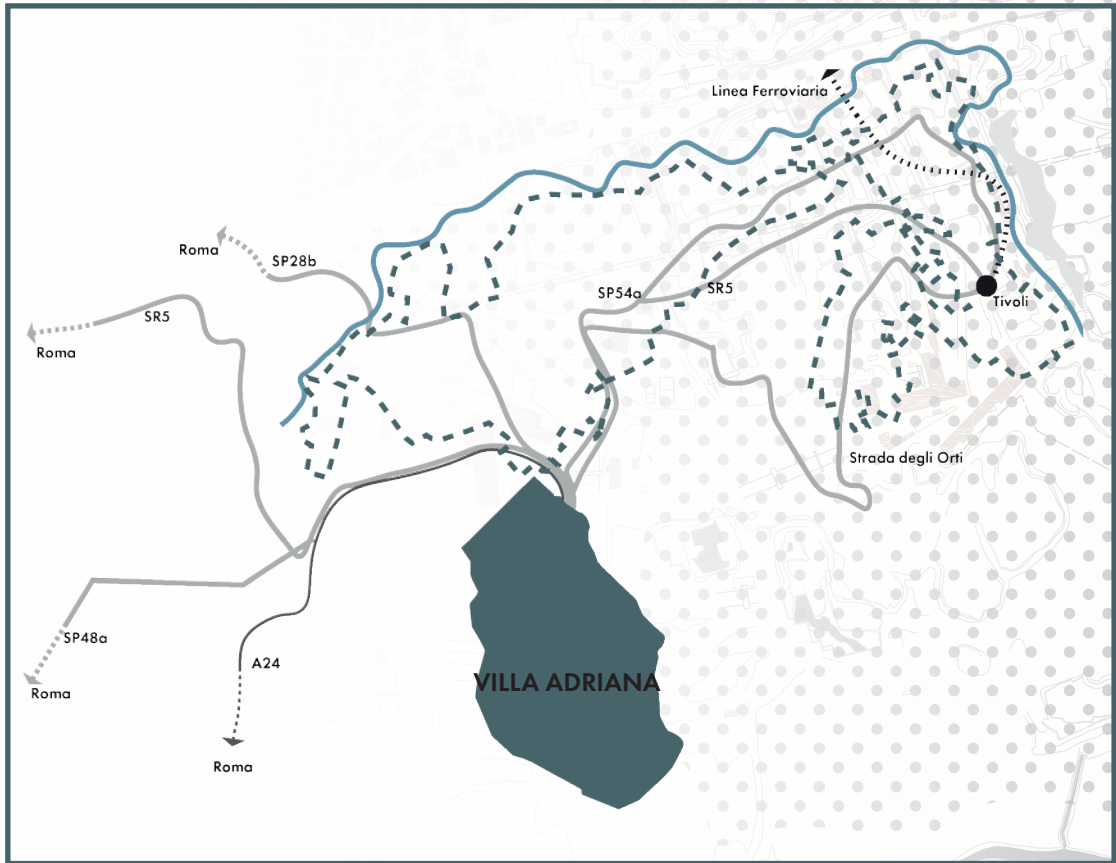 Linea Ferroviaria
Roma
SP28b
SP54a
SR5
Tivoli
SR5
Roma
Strada degli Orti
SP48a
A24
VILLA ADRIANA
Roma
Roma